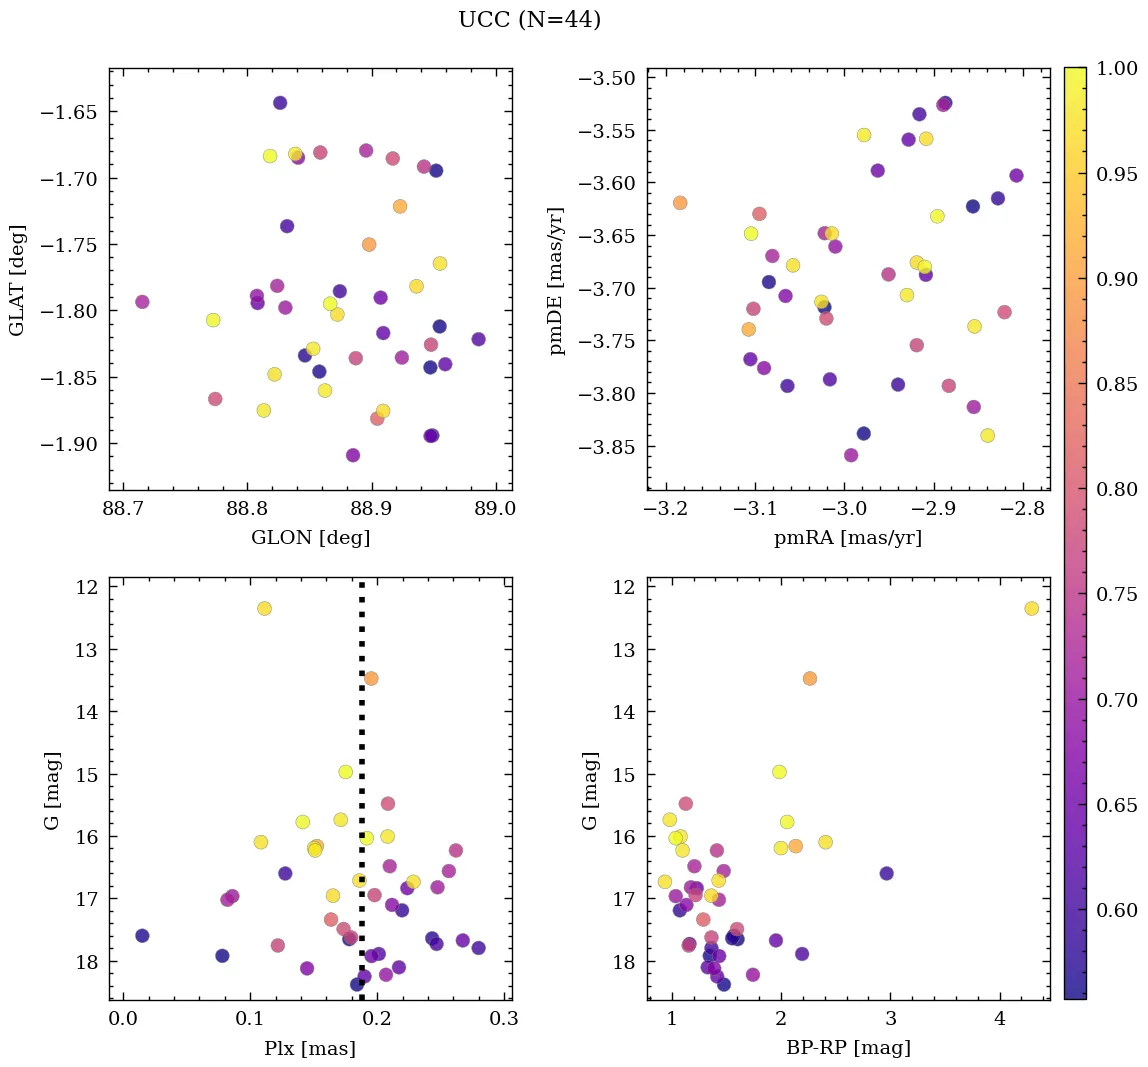 UCC (N=44)
−1.65
−1.70
−1.75
−1.80
−1.85
−1.90
GLAT [deg]
88.7 88.8 88.9 89.0
GLON [deg]
−3.50
−3.55
−3.60
−3.65
−3.70
−3.75
−3.80
−3.85
pmDE [mas/yr]
−3.2 −3.1 −3.0 −2.9 −2.8
pmRA [mas/yr]
12
13
14
15
16
17
18
G [mag]
0.0 0.1 0.2 0.3
Plx [mas]
12
13
14
15
16
17
18
G [mag]
1 2 3 4
BP-RP [mag]
1.00
0.95
0.90
0.85
0.80
0.75
0.70
0.65
0.60